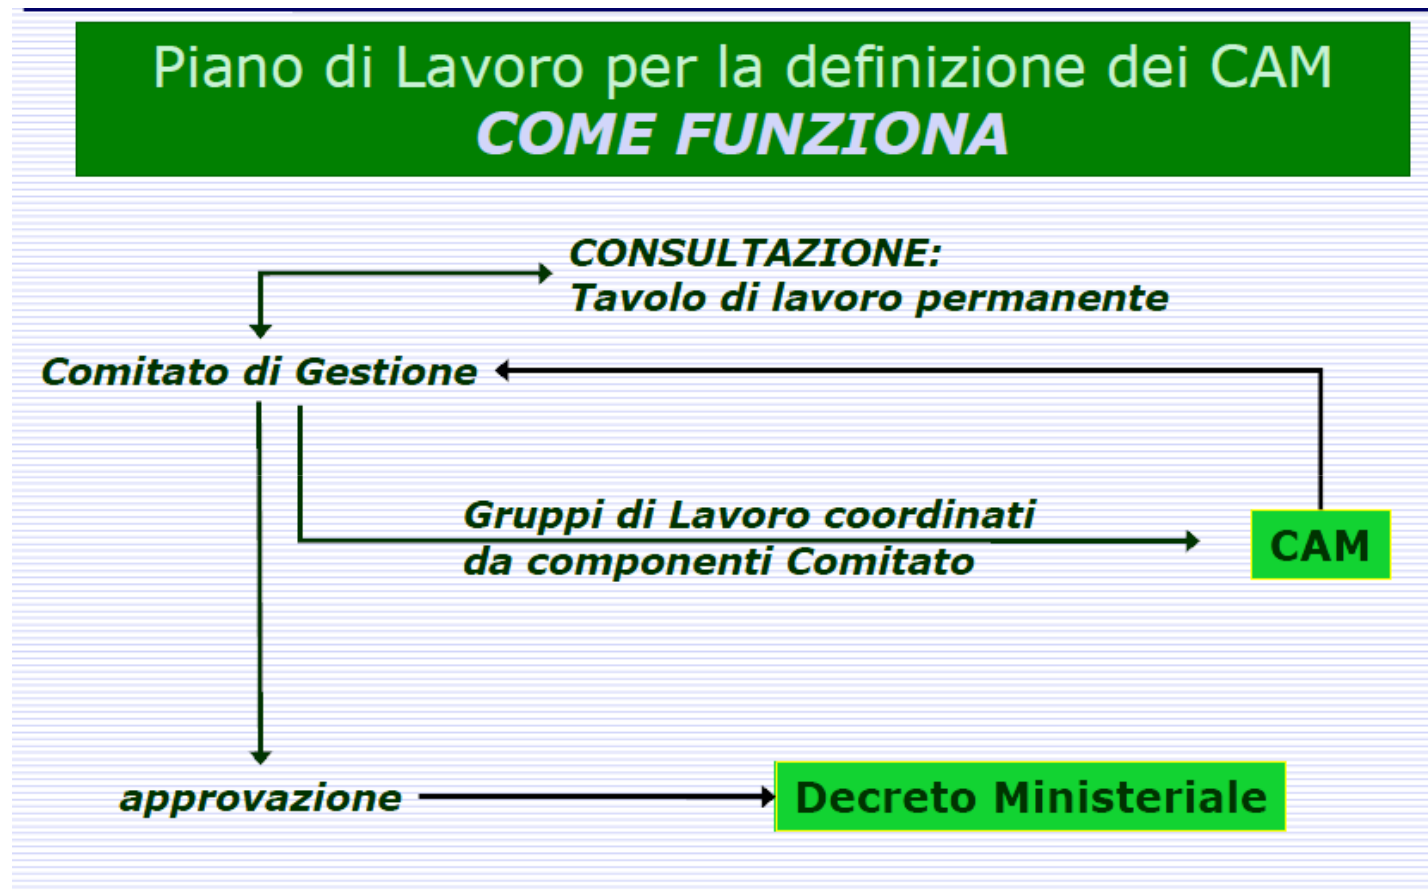 Piano di Lavoro per la definizione dei CAM
COME FUNZIONA
CONSULTAZIONE:
Tavolo di lavoro permanente
Comitato di Gestione
Gruppi di Lavoro coordinati
da componenti Comitato
CAM
approvazione
Decreto Ministeriale